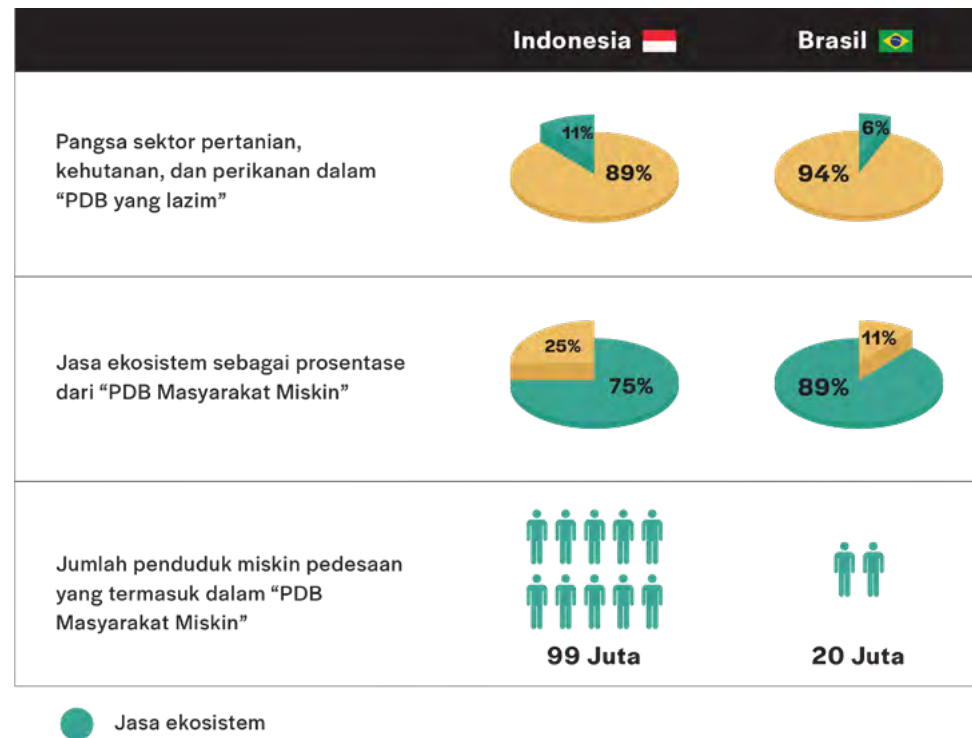 Indonesia
Brasil
Pangsa sektor pertanian,
kehutanan, dan perikanan dalam
“PDB yang lazim”
11%
89%
6%
94%
Jasa ekosistem sebagai prosentase
dari “PDB Masyarakat Miskin”
25%
75%
11%
89%
Jumlah penduduk miskin pedesaan
yang termasuk dalam “PDB
Masyarakat Miskin”
99 Juta
20 Juta
Jasa ekosistem